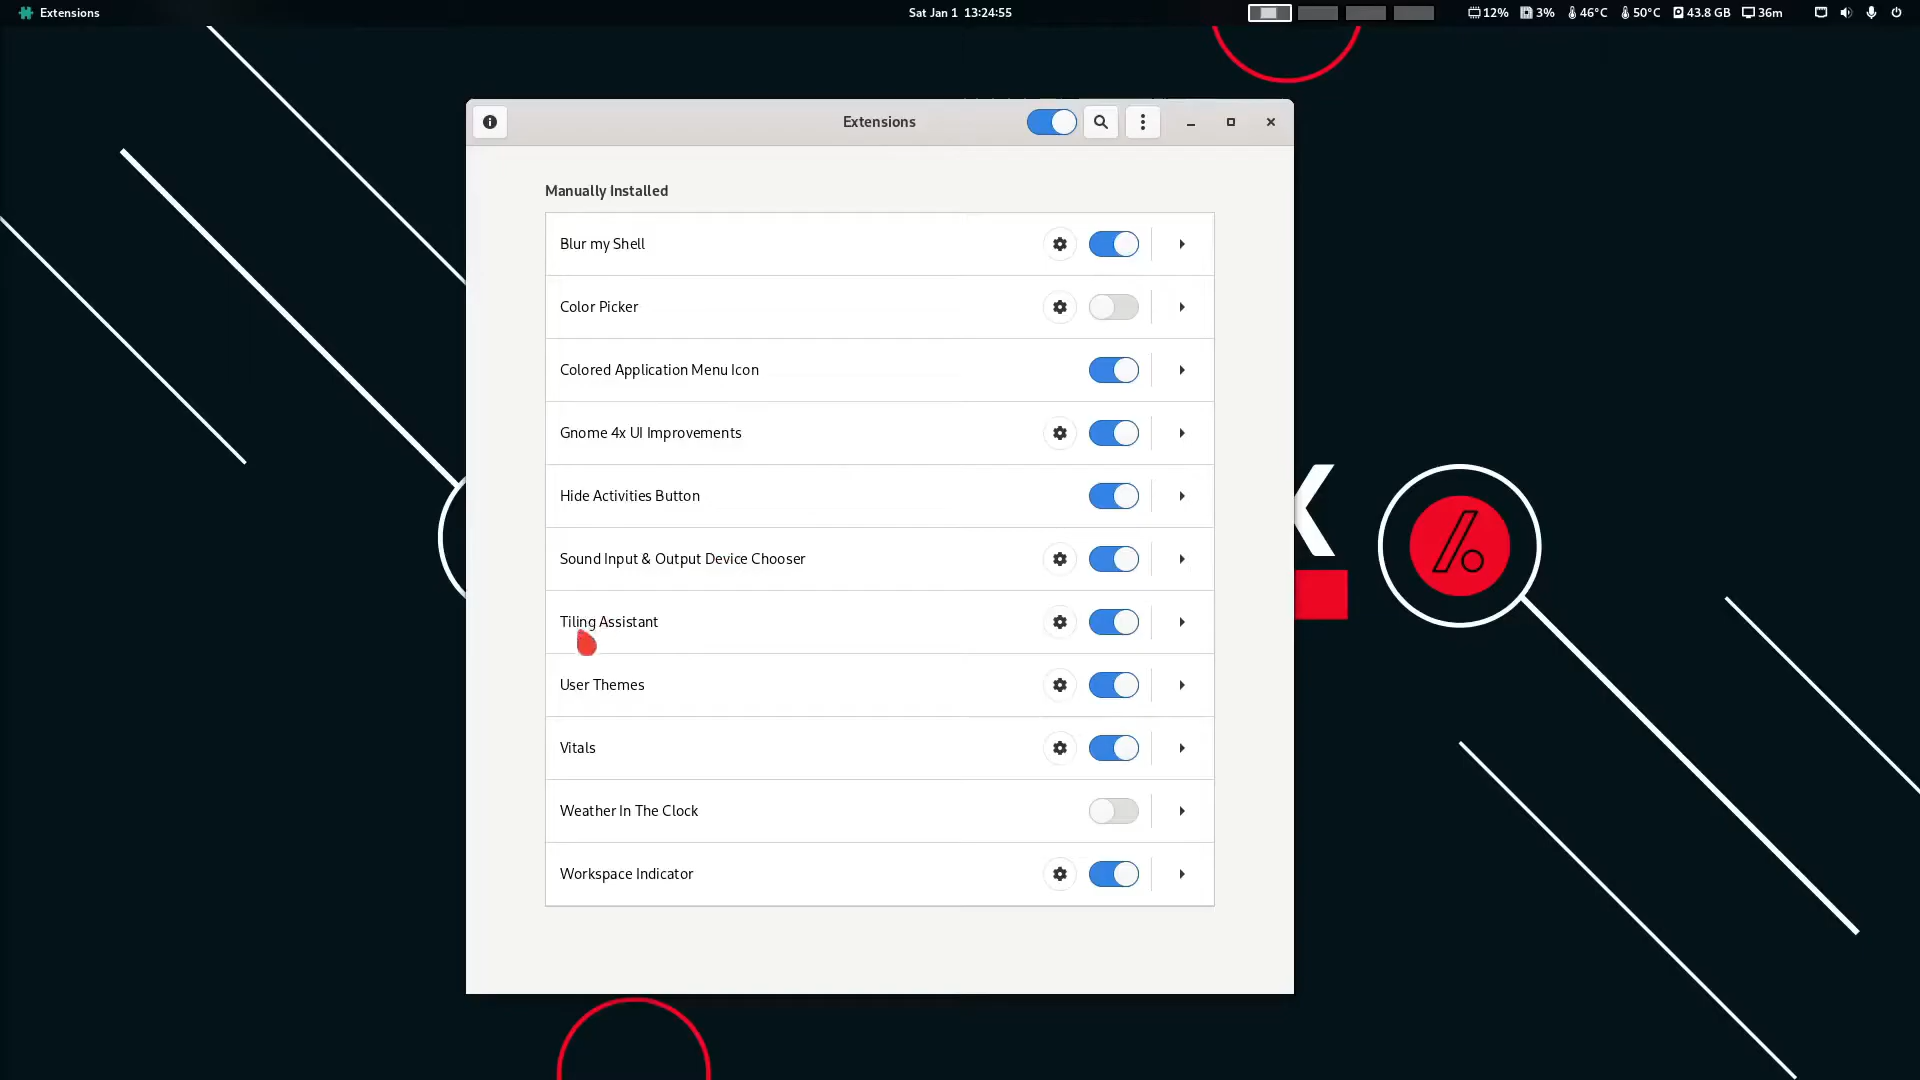 Extensions
Sat Jan 1 13:24:55
12% 3% 46°C 50°C 43.8 GB 36m
Extensions
Manually Installed
Blur my Shell
Color Picker
Colored Application Menu Icon
Gnome 4x UI Improvements
Hide Activities Button
Sound Input & Output Device Chooser
Tiling Assistant
User Themes
Vitals
Weather In The Clock
Workspace Indicator
X